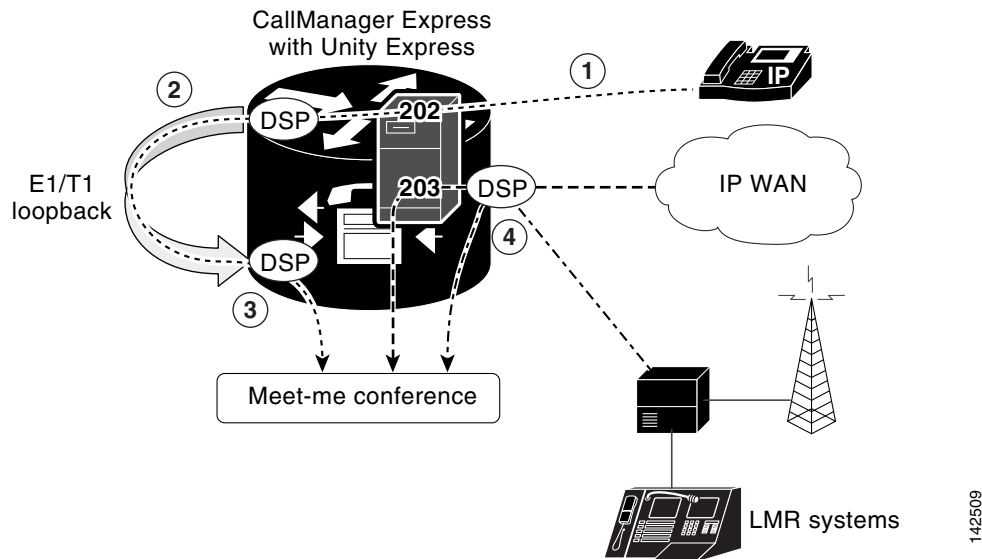 CallManager Express
with Unity Express
1
IP
2
202
DSP
E1/T1
loopback
203
DSP
IP WAN
4
DSP
3
Meet-me conference
LMR systems
142509